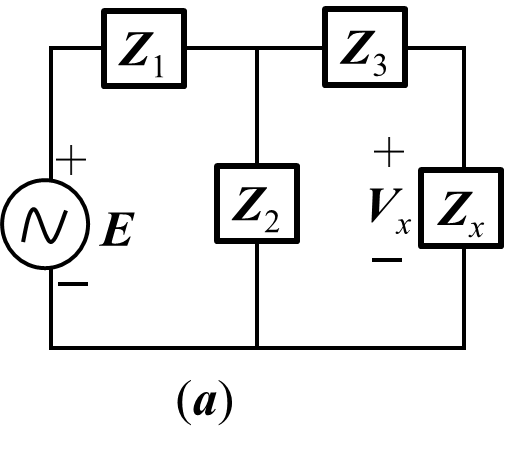 Z₁ Z₃
+ +
Z₂ Vₓ Zₓ
E
− −
(a)